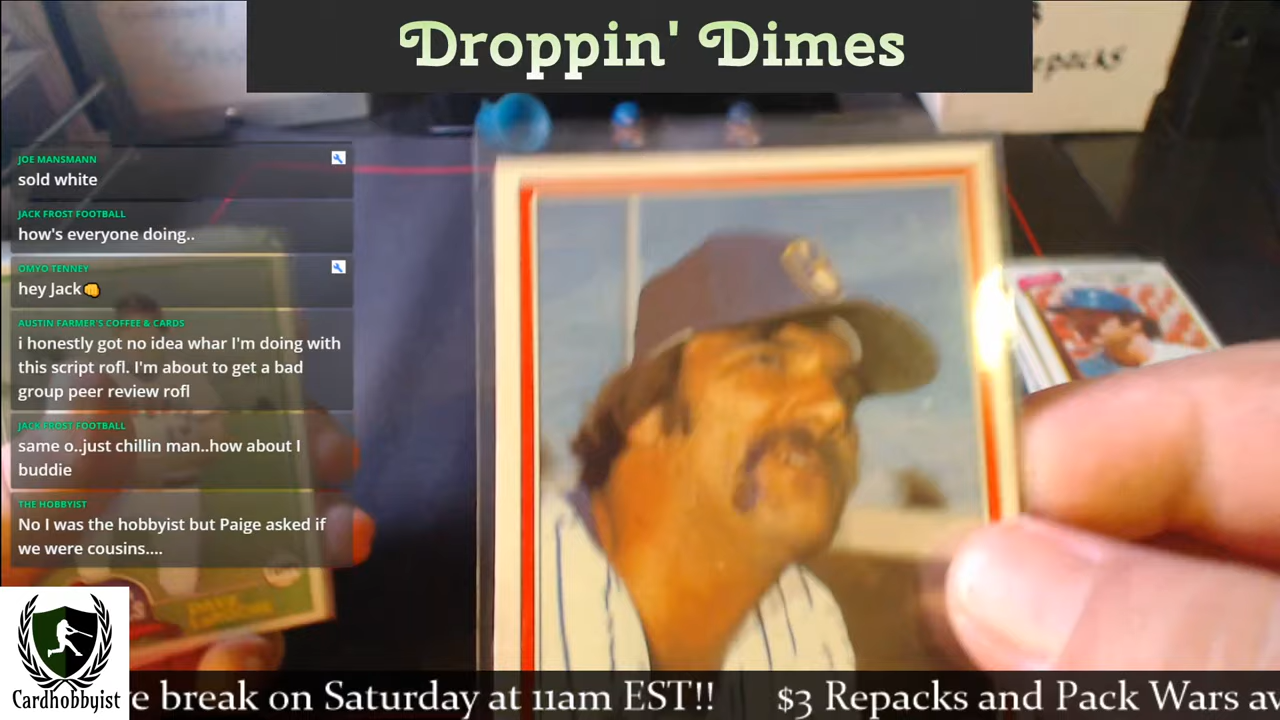 Droppin' Dimes
epacks
JOE MANSMANN
sold white
JACK FROST FOOTBALL
how's everyone doing..
OMYO TENNEY
hey Jack👊
AUSTIN FARMER'S COFFEE & CARDS
i honestly got no idea whar I'm doing with
this script rofl. I'm about to get a bad
group peer review rofl
JACK FROST FOOTBALL
same o..just chillin man..how about I
buddie
THE HOBBYIST
No I was the hobbyist but Paige asked if
we were cousins....
Cardhobbyist
e break on Saturday at 11am EST!! $3 Repacks and Pack Wars av